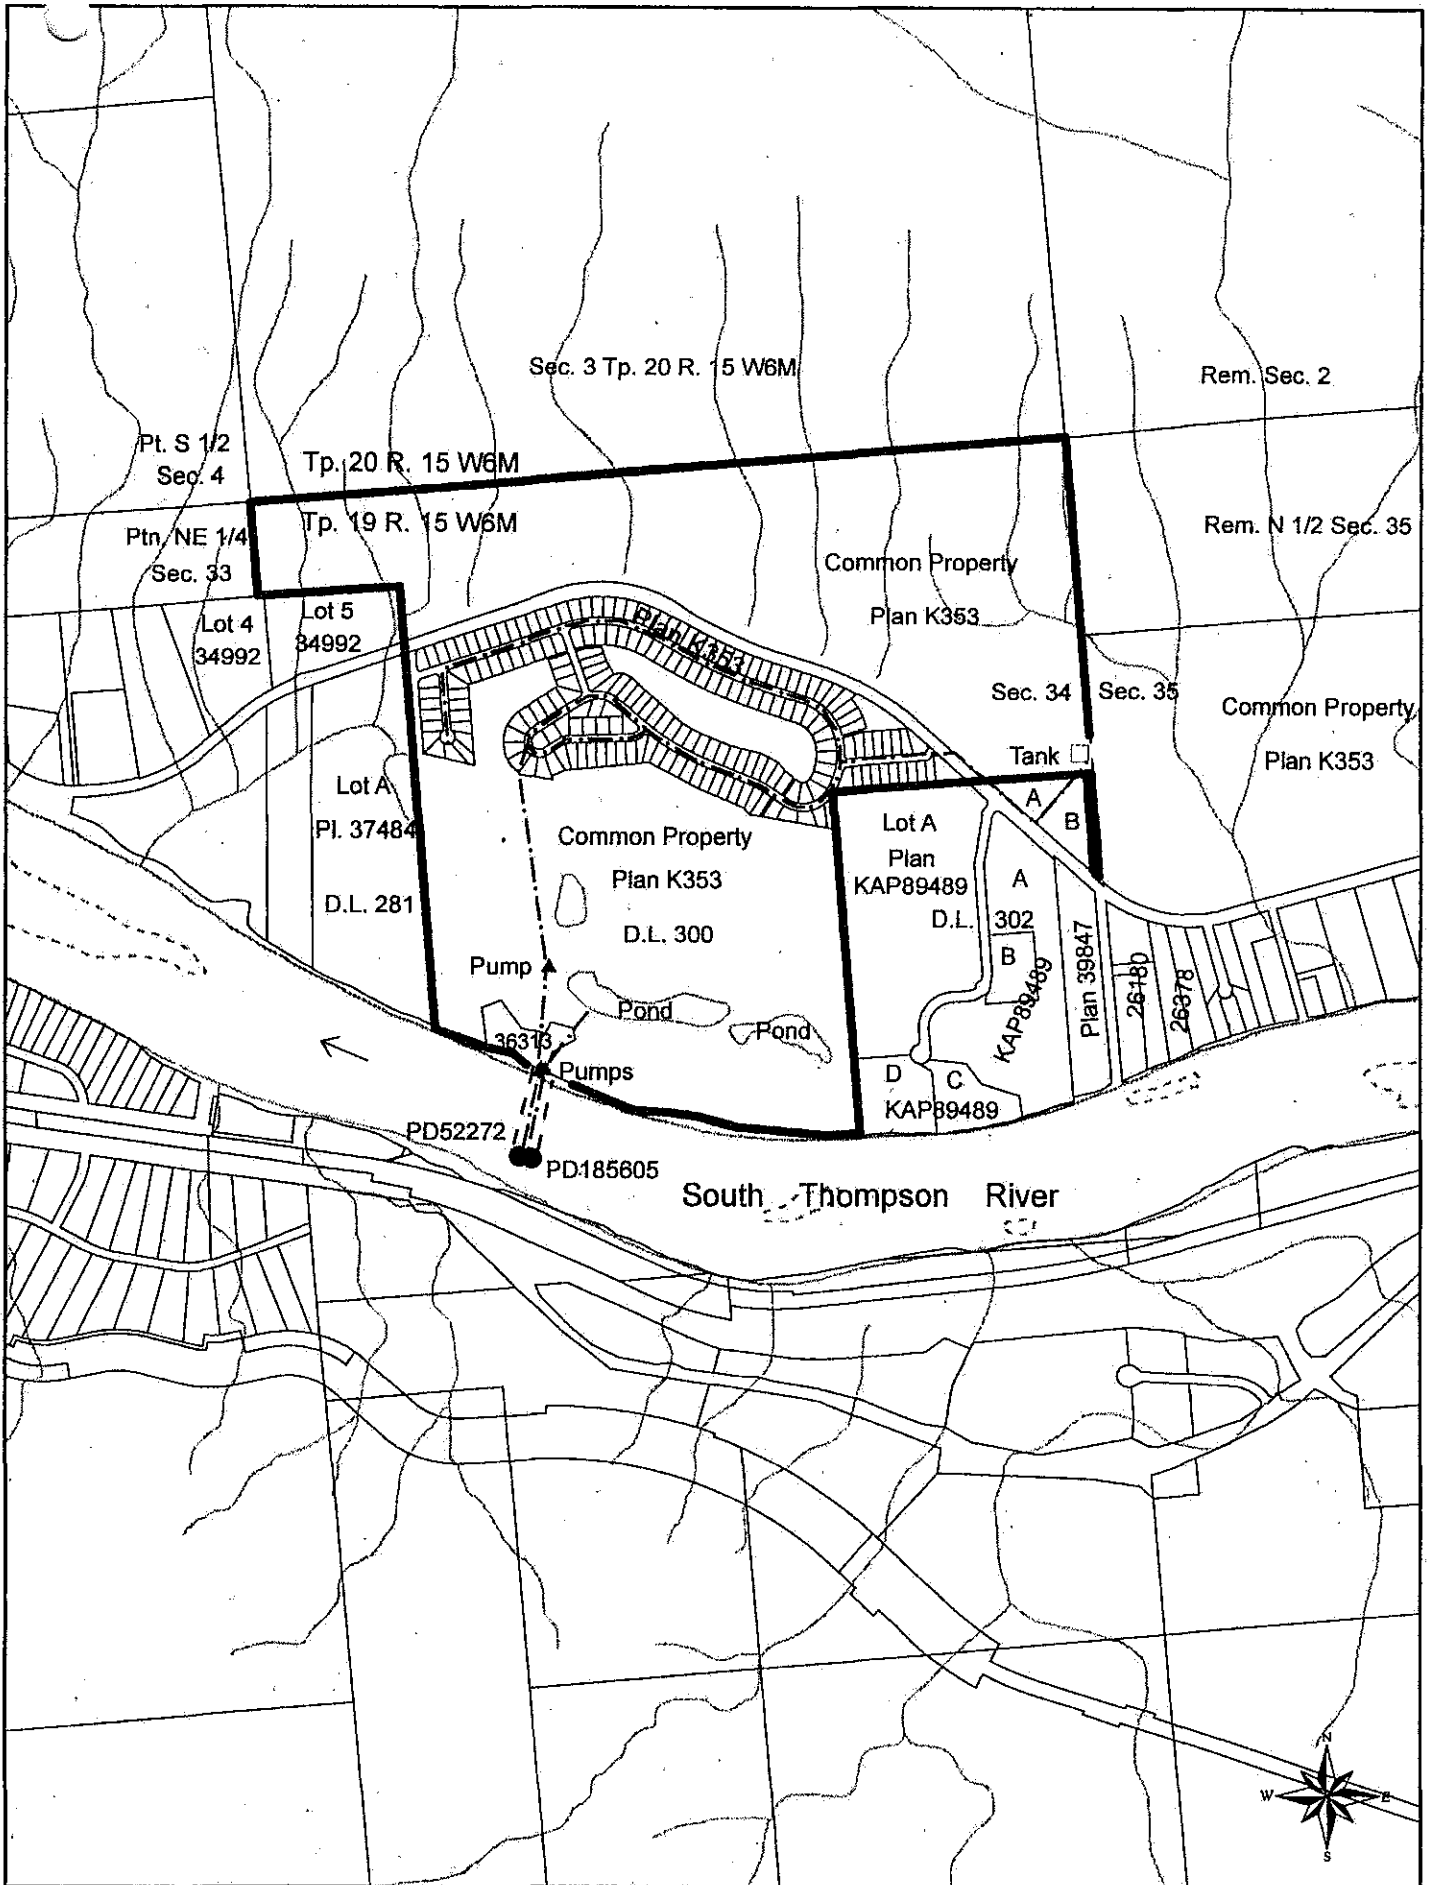 Sec. 3 Tp. 20 R. 15 W6M
Rem. Sec. 2
Pt. S 1/2
Sec. 4
Tp. 20 R. 15 W6M
Tp. 19 R. 15 W6M
Ptn. NE 1/4
Sec. 33
Rem. N 1/2 Sec. 35
Common Property
Plan K353
Lot 4
34992
Lot 5
34992
Plan K353
Sec. 34
Sec. 35
Common Property
Plan K353
Tank
Lot A
Pl. 37484
D.L. 281
Common Property
Plan K353
D.L. 300
Lot A
Plan
KAP89489
D.L. 302
A
B
A
B
KAP89489
Plan 39847
26180
26378
Pump
Pond
Pond
36313
Pumps
D
C
KAP89489
PD52272
PD185605
South Thompson River
N
W
E
S